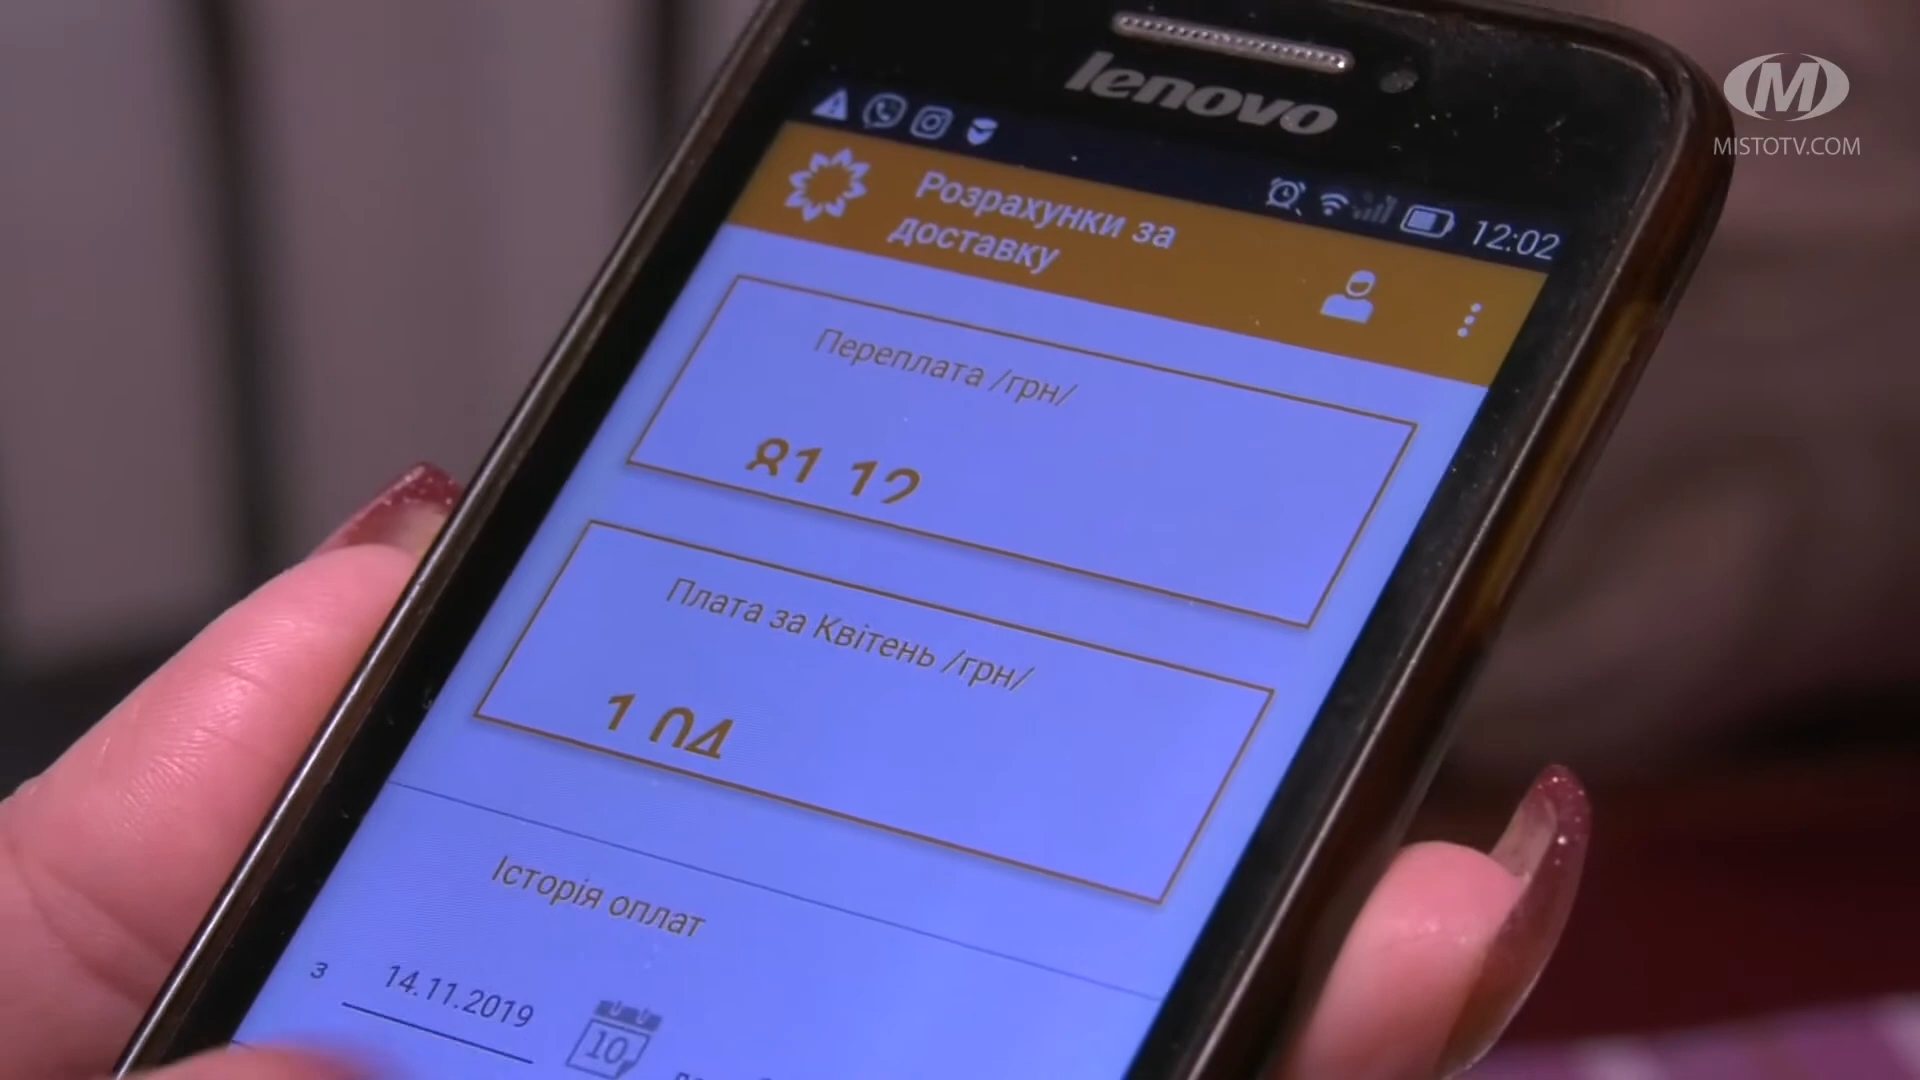 lenovo
M
MISTOTV.COM
12:02
Розрахунки за
доставку
Переплата /грн/
81.12
Плата за Квітень /грн/
1.04
Історія оплат
з 14.11.2019
10